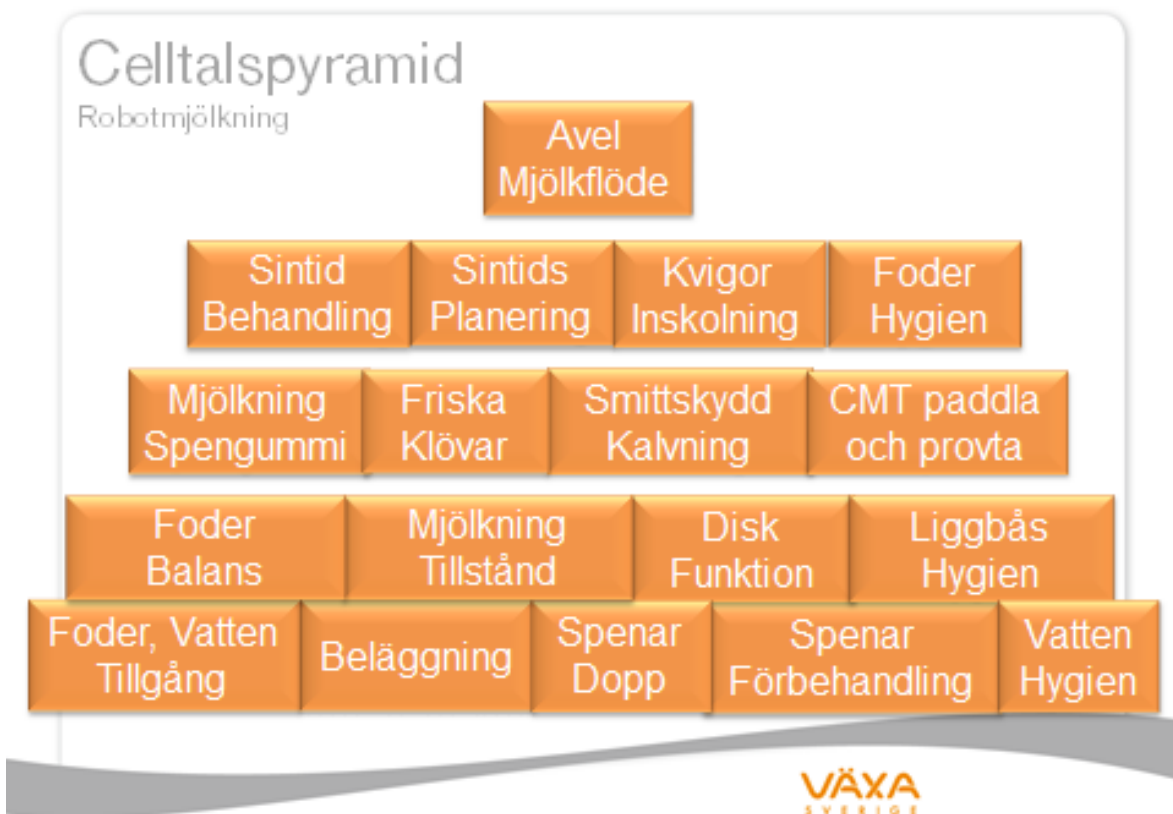 Celltalspyramid
Robotmjölkning
Avel
Mjölkflöde
Sintid
Behandling
Sintids
Planering
Kvigor
Inskolning
Foder
Hygien
Mjölkning
Spengummi
Friska
Klövar
Smittskydd
Kalvning
CMT paddla
och provta
Foder
Balans
Mjölkning
Tillstånd
Disk
Funktion
Liggbås
Hygien
Foder, Vatten
Tillgång
Beläggning
Spenar
Dopp
Spenar
Förbehandling
Vatten
Hygien
VÄXA
SVERIGE